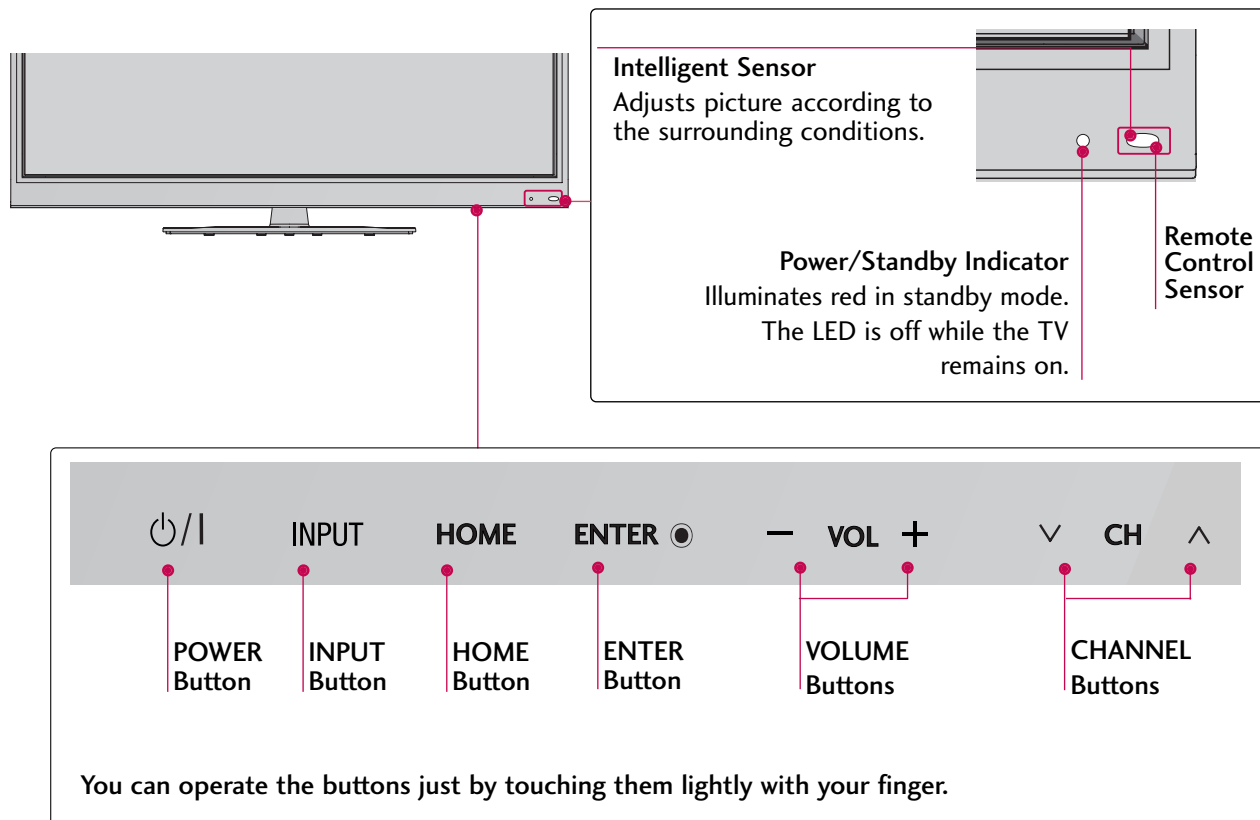 Intelligent Sensor
Adjusts picture according to
the surrounding conditions.
Power/Standby Indicator
Illuminates red in standby mode.
The LED is off while the TV
remains on.
Remote
Control
Sensor
/I INPUT HOME ENTER - VOL + CH
POWER
Button
INPUT
Button
HOME
Button
ENTER
Button
VOLUME
Buttons
CHANNEL
Buttons
You can operate the buttons just by touching them lightly with your finger.